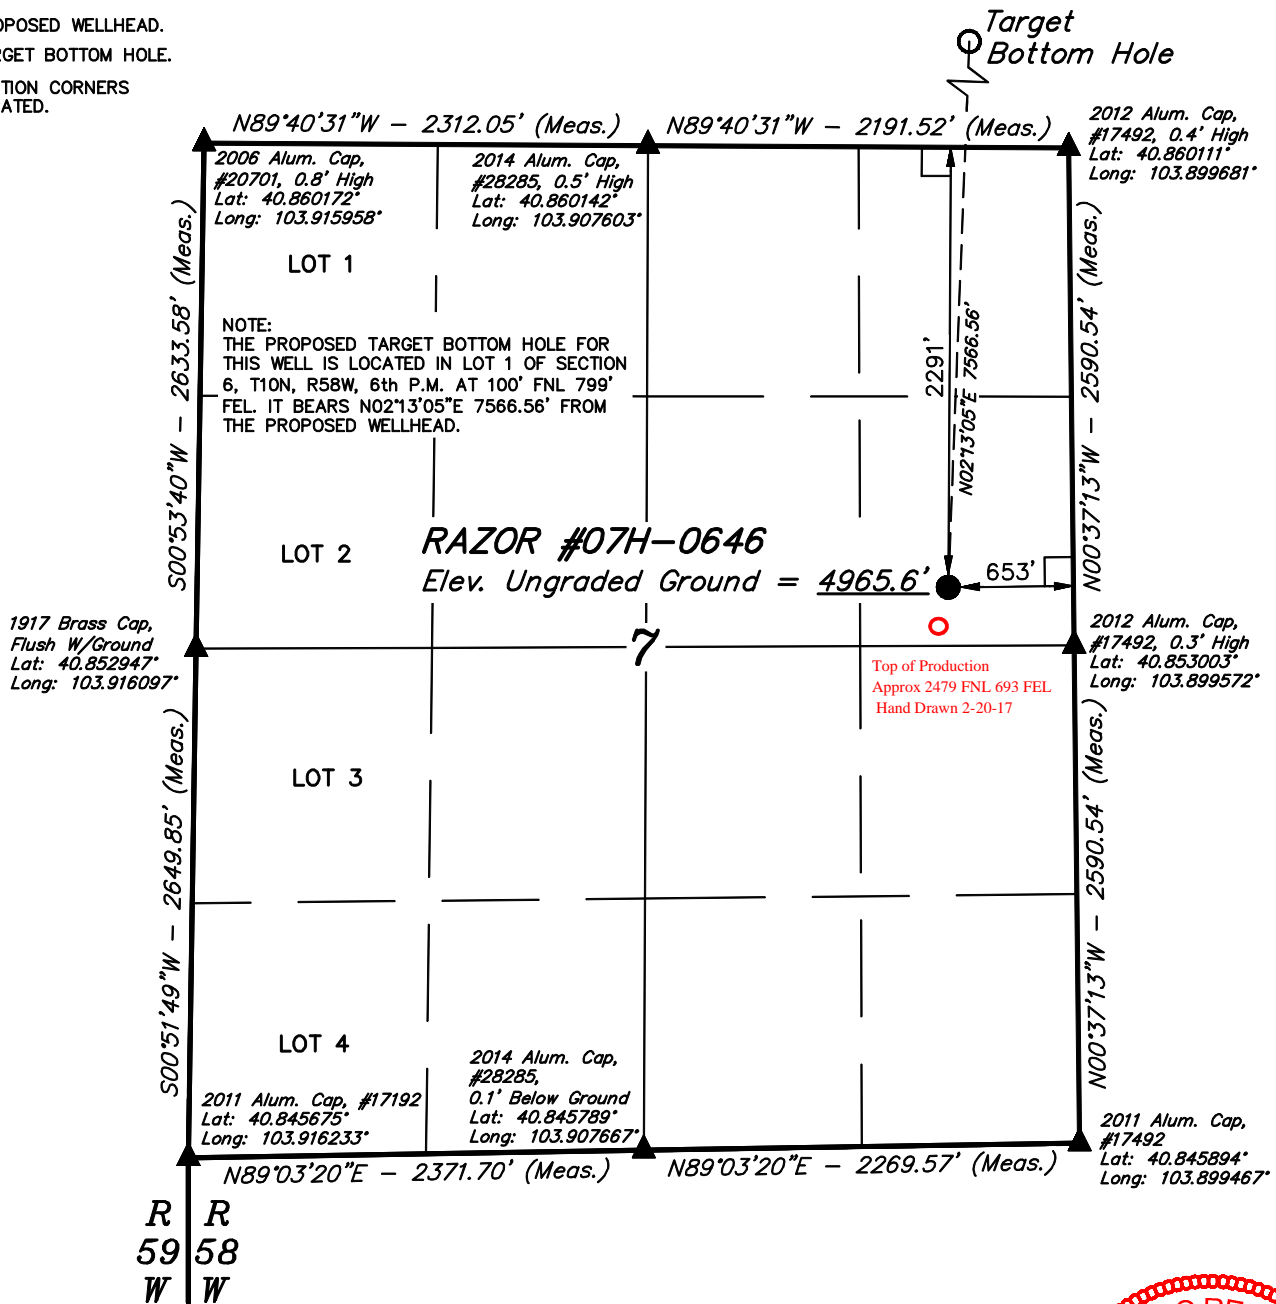 PROPOSED WELLHEAD.
TARGET BOTTOM HOLE.
TION CORNERS
ATED.
Target
Bottom Hole
N89°40'31"W - 2312.05' (Meas.)
N89°40'31"W - 2191.52' (Meas.)
2012 Alum. Cap,
#17492, 0.4' High
Lat: 40.860111°
Long: 103.899681°
2006 Alum. Cap,
#20701, 0.8' High
Lat: 40.860172°
Long: 103.915958°
2014 Alum. Cap,
#28285, 0.5' High
Lat: 40.860142°
Long: 103.907603°
S00°53'40"W - 2633.58' (Meas.)
LOT 1
NOTE:
THE PROPOSED TARGET BOTTOM HOLE FOR
THIS WELL IS LOCATED IN LOT 1 OF SECTION
6, T10N, R58W, 6th P.M. AT 100' FNL 799'
FEL. IT BEARS N02°13'05"E 7566.56' FROM
THE PROPOSED WELLHEAD.
2291'
N02°13'05"E 7566.56'
N00°37'13"W - 2590.54' (Meas.)
LOT 2
RAZOR #07H-0646
Elev. Ungraded Ground = 4965.6'
653'
1917 Brass Cap,
Flush W/Ground
Lat: 40.852947°
Long: 103.916097°
7
2012 Alum. Cap,
#17492, 0.3' High
Lat: 40.853003°
Long: 103.899572°
Top of Production
Approx 2479 FNL 693 FEL
Hand Drawn 2-20-17
S00°51'49"W - 2649.85' (Meas.)
LOT 3
N00°37'13"W - 2590.54' (Meas.)
LOT 4
2014 Alum. Cap,
#28285,
0.1' Below Ground
Lat: 40.845789°
Long: 103.907667°
2011 Alum. Cap, #17192
Lat: 40.845675°
Long: 103.916233°
2011 Alum. Cap,
#17492
Lat: 40.845894°
Long: 103.899467°
N89°03'20"E - 2371.70' (Meas.)
N89°03'20"E - 2269.57' (Meas.)
R R
59 58
W W